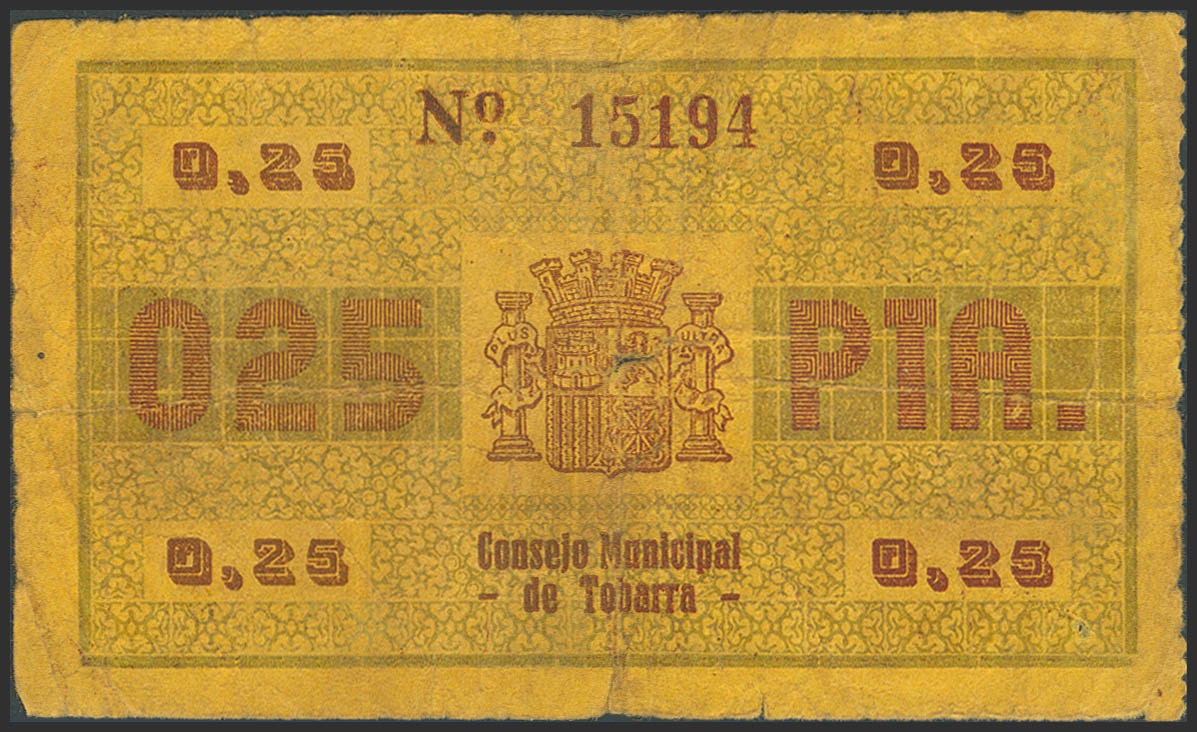 Nº 15194
0,25 0,25
PLUS ULTRA
025 PTA.
0,25 0,25
Consejo Municipal
- de Tobarra -